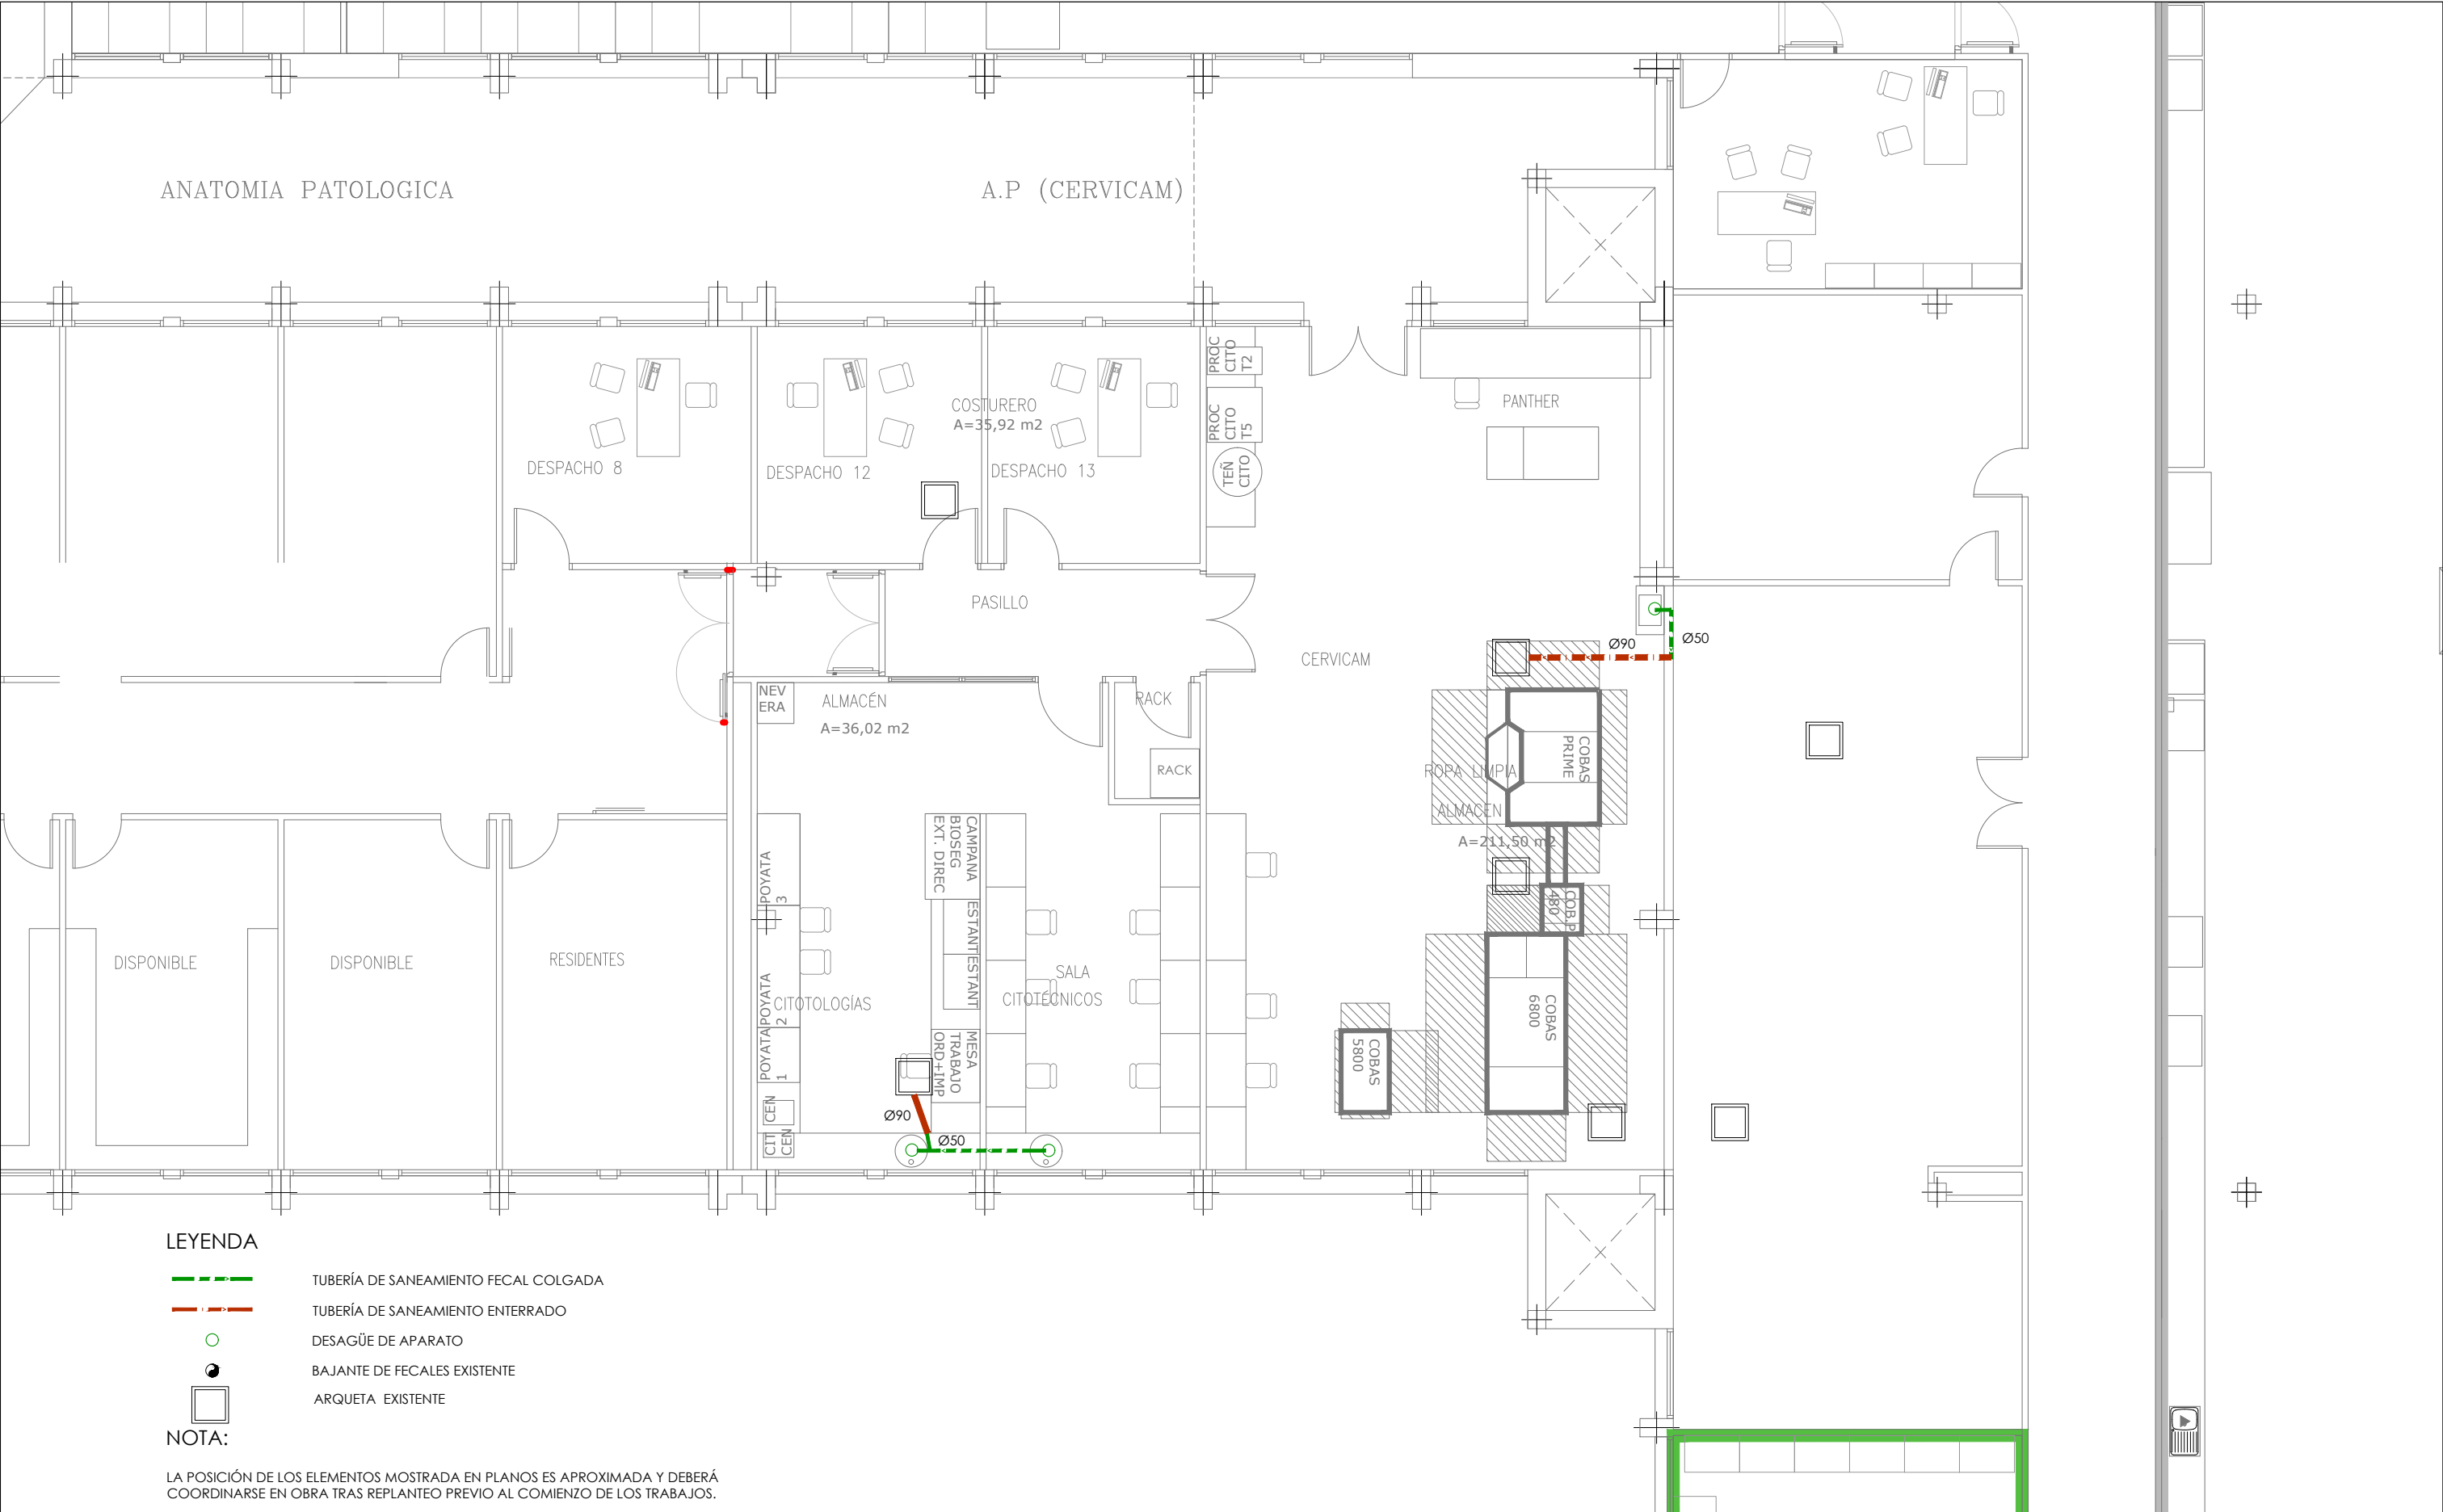 ANATOMIA PATOLOGICA
A.P (CERVICAM)
DESPACHO 8
DESPACHO 12
COSTURERO
A=35,92 m2
DESPACHO 13
PROC
CITO
T2
PROC
CITO
T5
TEÑ
CITO
PANTHER
PASILLO
CERVICAM
Ø90
Ø50
NEV
ERA
ALMACÉN
A=36,02 m2
RACK
RACK
COBAS
PRIME
ROPA LIMPIA
ALMACEN
A=211,50 m2
COB.P
480
COBAS
6800
COBAS
5800
POYATA
3
POYATA
2
POYATA
1
CEN
CIT
CEN
CAMPANA
BIOSEG
EXT. DIREC
ESTANT
ESTANT
MESA
TRABAJO
ORD+IMP
CITOTOLOGÍAS
SALA
CITOTÉCNICOS
DISPONIBLE
DISPONIBLE
RESIDENTES
Ø90
Ø50
LEYENDA
TUBERÍA DE SANEAMIENTO FECAL COLGADA
TUBERÍA DE SANEAMIENTO ENTERRADO
DESAGÜE DE APARATO
BAJANTE DE FECALES EXISTENTE
ARQUETA EXISTENTE
NOTA:
LA POSICIÓN DE LOS ELEMENTOS MOSTRADA EN PLANOS ES APROXIMADA Y DEBERÁ
COORDINARSE EN OBRA TRAS REPLANTEO PREVIO AL COMIENZO DE LOS TRABAJOS.